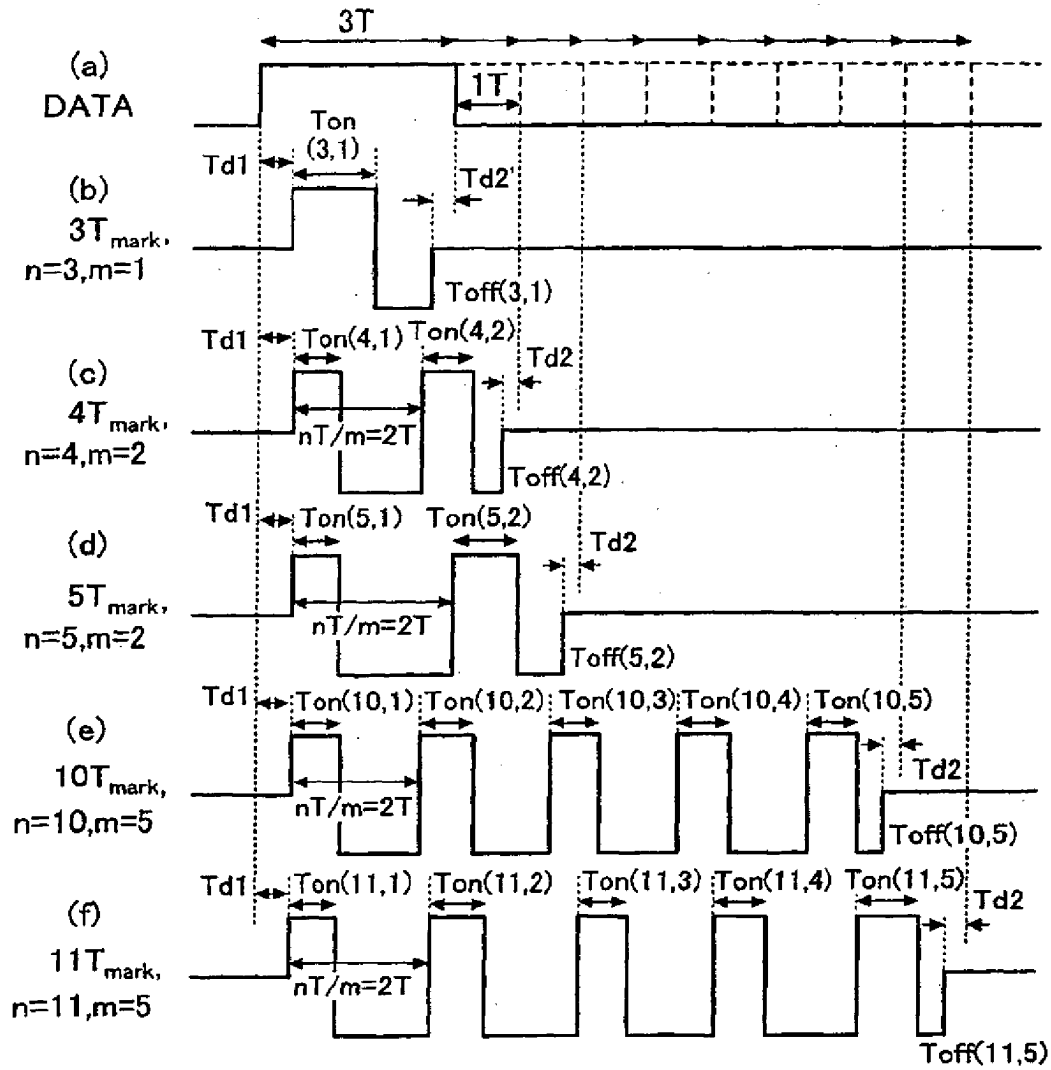 3T
(a)
DATA
1T
Ton
(3,1)
Td1
Td2'
(b)
3Tmark,
n=3,m=1
Toff(3,1)
Td1
Ton(4,1)
Ton(4,2)
Td2
(c)
4Tmark,
n=4,m=2
nT/m=2T
Toff(4,2)
Td1
Ton(5,1)
Ton(5,2)
Td2
(d)
5Tmark,
n=5,m=2
nT/m=2T
Toff(5,2)
Td1
Ton(10,1)
Ton(10,2)
Ton(10,3)
Ton(10,4)
Ton(10,5)
Td2
(e)
10Tmark,
n=10,m=5
nT/m=2T
Toff(10,5)
Td1
Ton(11,1)
Ton(11,2)
Ton(11,3)
Ton(11,4)
Ton(11,5)
Td2
(f)
11Tmark,
n=11,m=5
nT/m=2T
Toff(11,5)